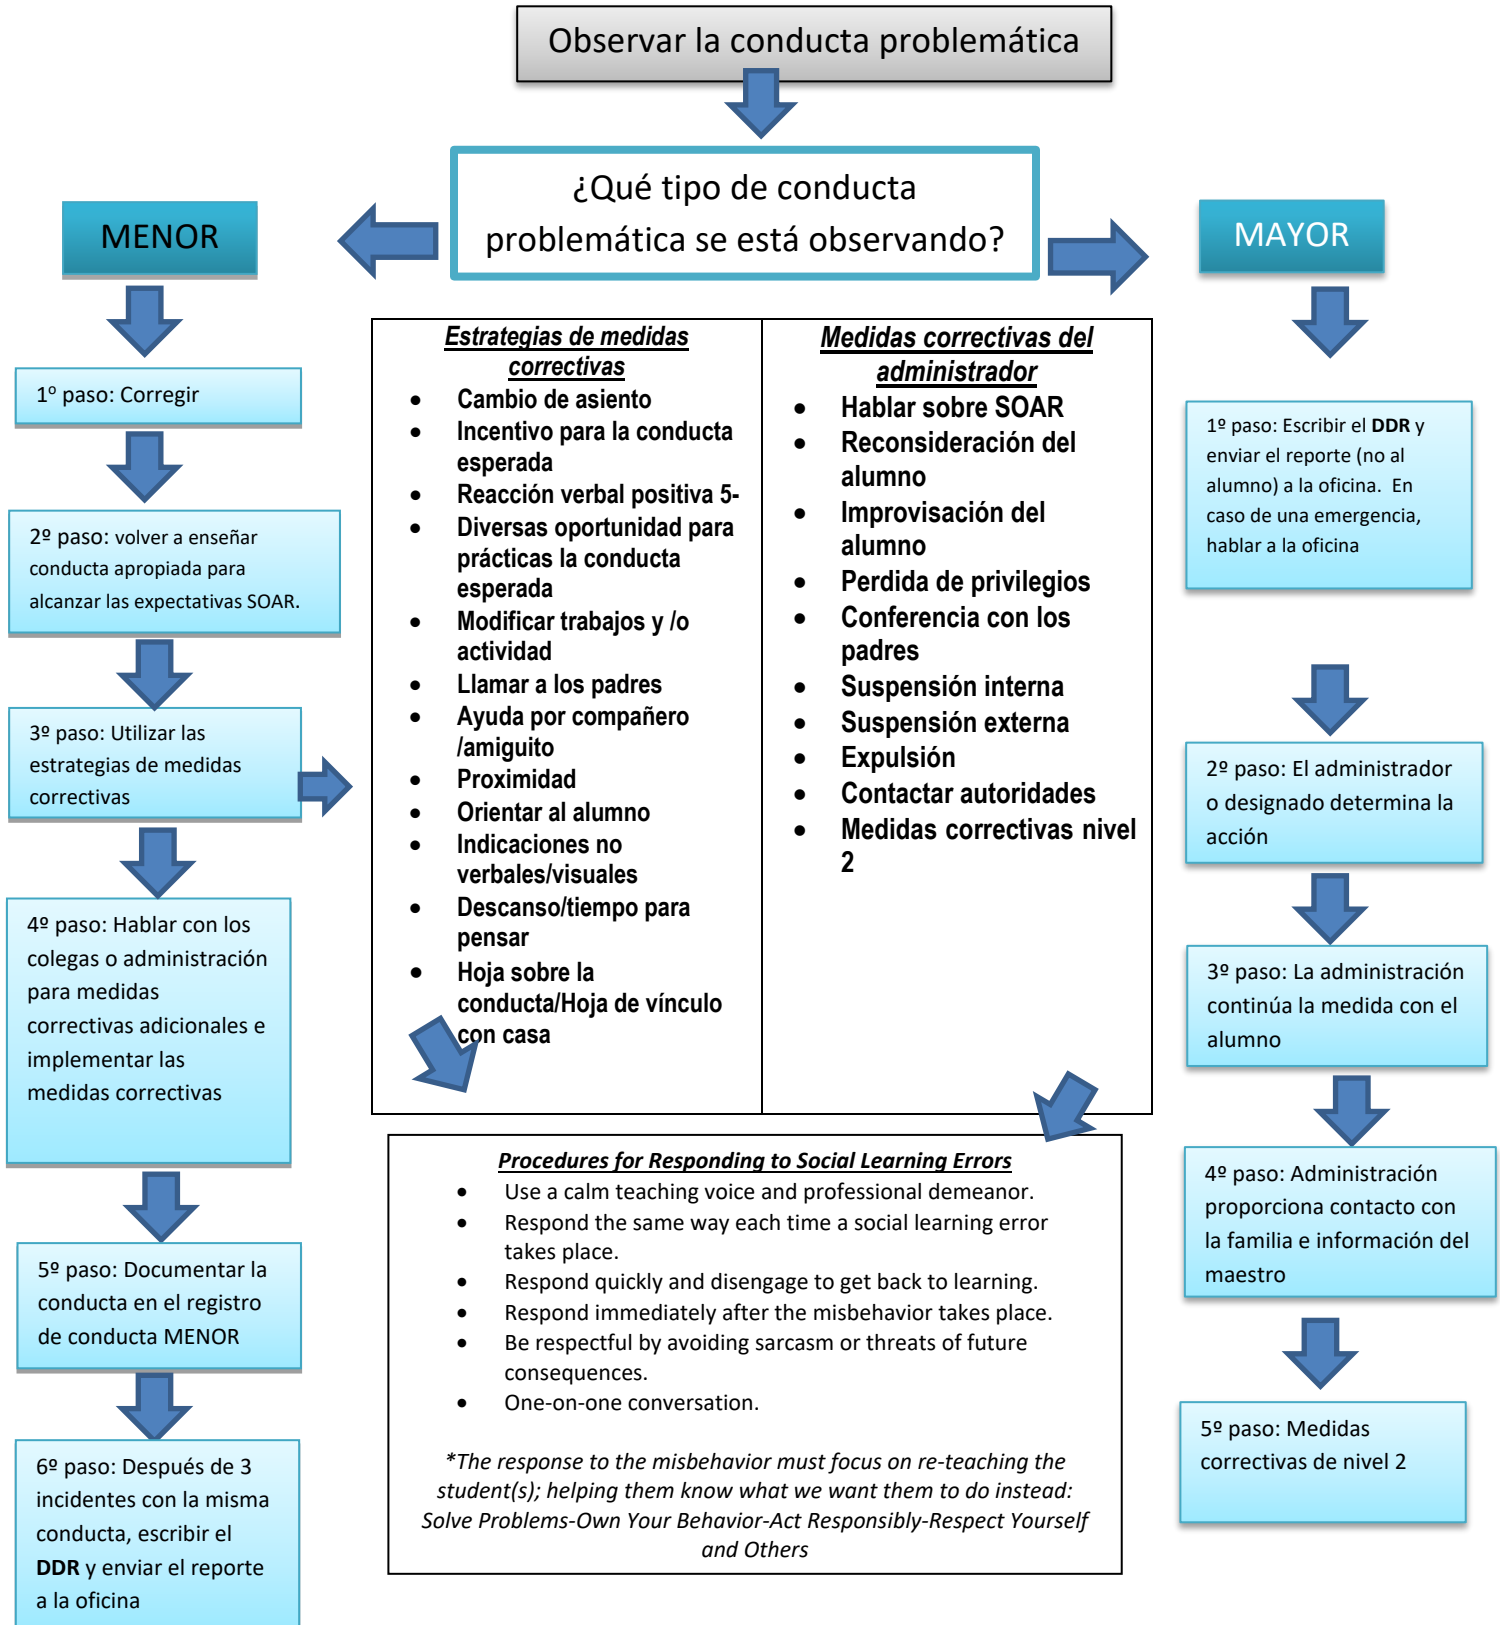 Observar la conducta problemática
¿Qué tipo de conducta
problemática se está observando?
MENOR
1º paso: Corregir
2º paso: volver a enseñar
conducta apropiada para
alcanzar las expectativas SOAR.
3º paso: Utilizar las
estrategias de medidas
correctivas
4º paso: Hablar con los
colegas o administración
para medidas
correctivas adicionales e
implementar las
medidas correctivas
5º paso: Documentar la
conducta en el registro
de conducta MENOR
6º paso: Después de 3
incidentes con la misma
conducta, escribir el
DDR y enviar el reporte
a la oficina
Estrategias de medidas
correctivas
• Cambio de asiento
• Incentivo para la conducta
esperada
• Reacción verbal positiva 5-
• Diversas oportunidad para
prácticas la conducta
esperada
• Modificar trabajos y /o
actividad
• Llamar a los padres
• Ayuda por compañero
/amiguito
• Proximidad
• Orientar al alumno
• Indicaciones no
verbales/visuales
• Descanso/tiempo para
pensar
• Hoja sobre la
conducta/Hoja de vínculo
con casa
Medidas correctivas del
administrador
• Hablar sobre SOAR
• Reconsideración del
alumno
• Improvisación del
alumno
• Perdida de privilegios
• Conferencia con los
padres
• Suspensión interna
• Suspensión externa
• Expulsión
• Contactar autoridades
• Medidas correctivas nivel
2
Procedures for Responding to Social Learning Errors
• Use a calm teaching voice and professional demeanor.
• Respond the same way each time a social learning error
takes place.
• Respond quickly and disengage to get back to learning.
• Respond immediately after the misbehavior takes place.
• Be respectful by avoiding sarcasm or threats of future
consequences.
• One-on-one conversation.
*The response to the misbehavior must focus on re-teaching the
student(s); helping them know what we want them to do instead:
Solve Problems-Own Your Behavior-Act Responsibly-Respect Yourself
and Others
MAYOR
1º paso: Escribir el DDR y
enviar el reporte (no al
alumno) a la oficina. En
caso de una emergencia,
hablar a la oficina
2º paso: El administrador
o designado determina la
acción
3º paso: La administración
continúa la medida con el
alumno
4º paso: Administración
proporciona contacto con
la familia e información del
maestro
5º paso: Medidas
correctivas de nivel 2